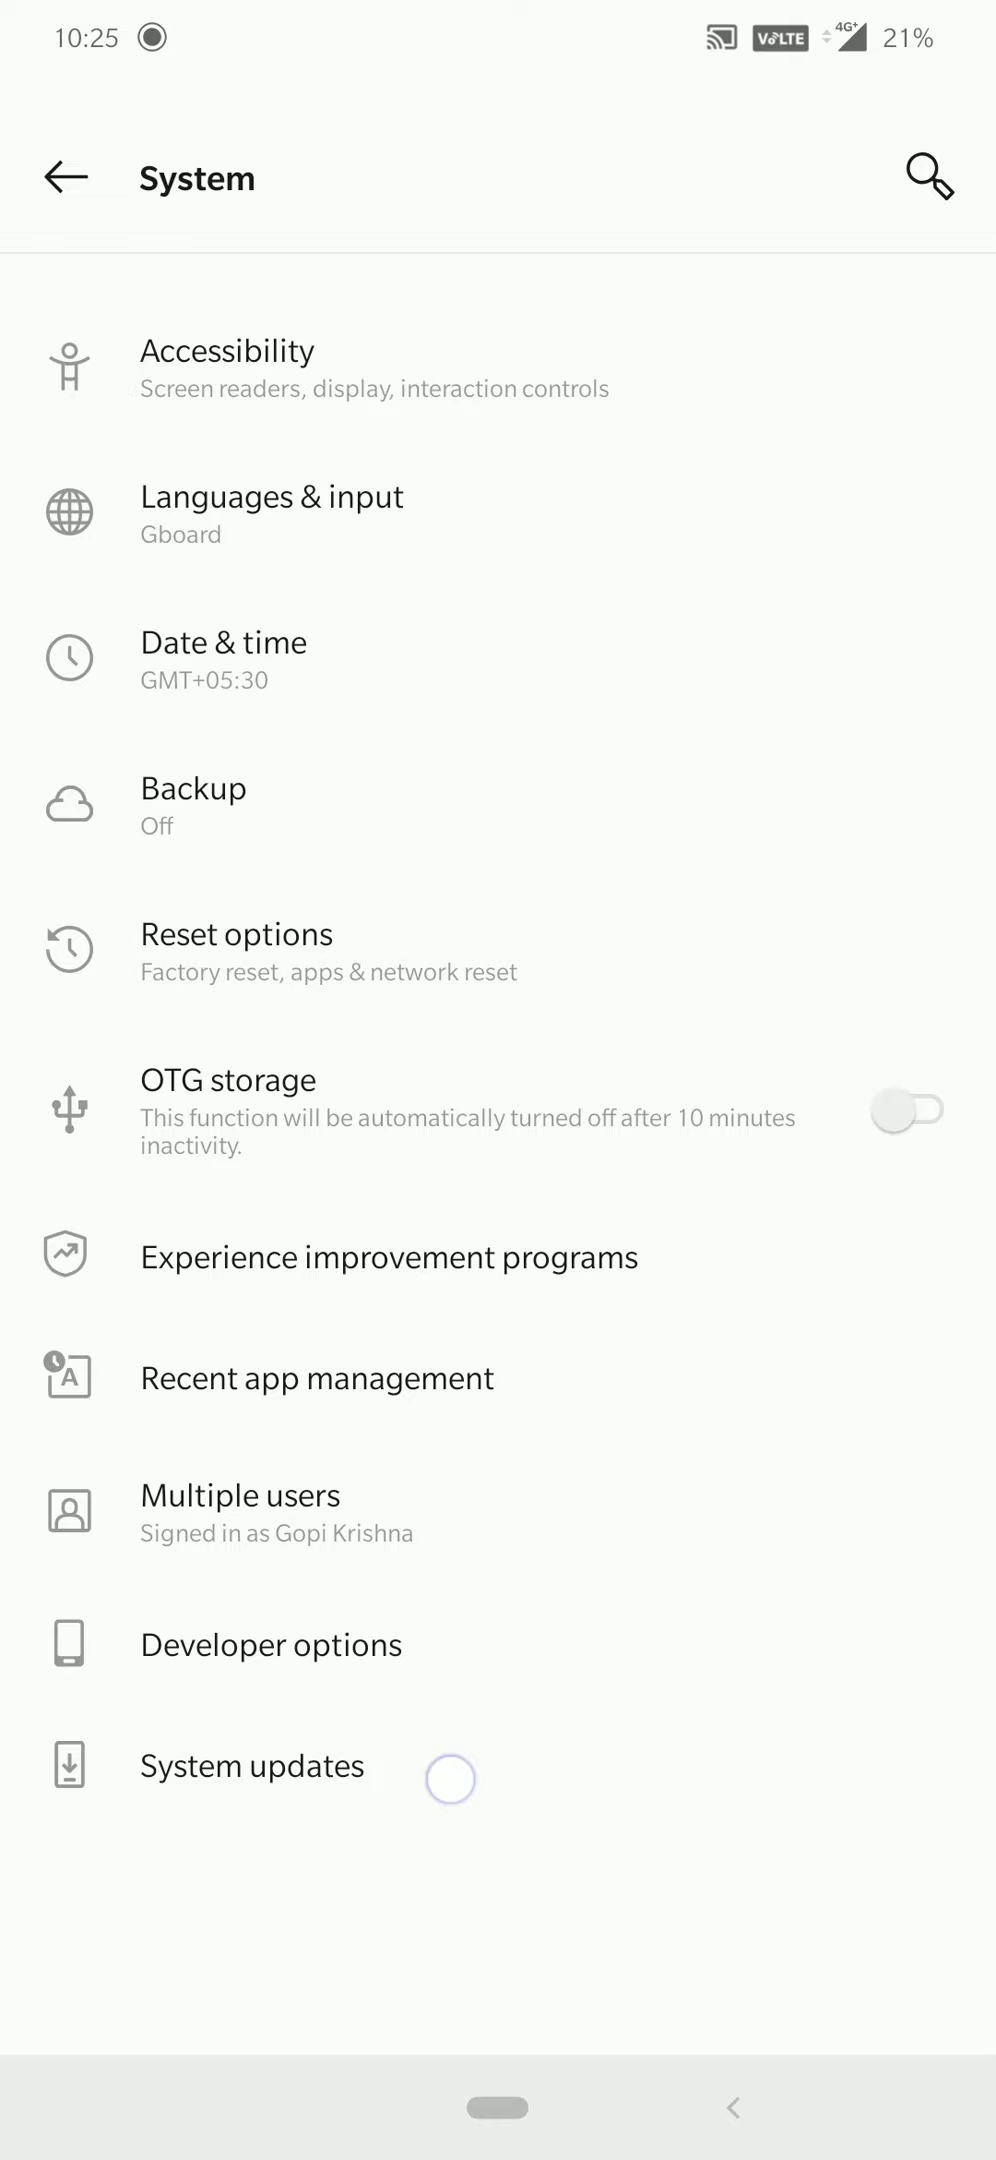 10:25 VoLTE 4G+ 21%
System
Accessibility
Screen readers, display, interaction controls
Languages & input
Gboard
Date & time
GMT+05:30
Backup
Off
Reset options
Factory reset, apps & network reset
OTG storage
This function will be automatically turned off after 10 minutes
inactivity.
Experience improvement programs
A
Recent app management
Multiple users
Signed in as Gopi Krishna
Developer options
System updates